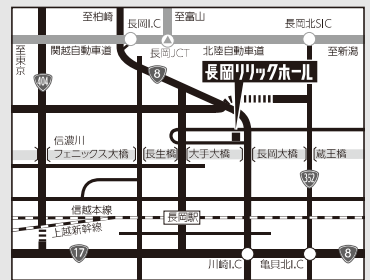 至柏崎
長岡I.C
至富山
長岡北SIC
至東京
関越自動車道
長岡JCT
北陸自動車道
至新潟
404
8
長岡リリックホール
信濃川
フェニックス大橋
長生橋
大手大橋
長岡大橋
蔵王橋
352
信越本線
長岡駅
上越新幹線
17
川崎I.C
亀貝北I.C
8